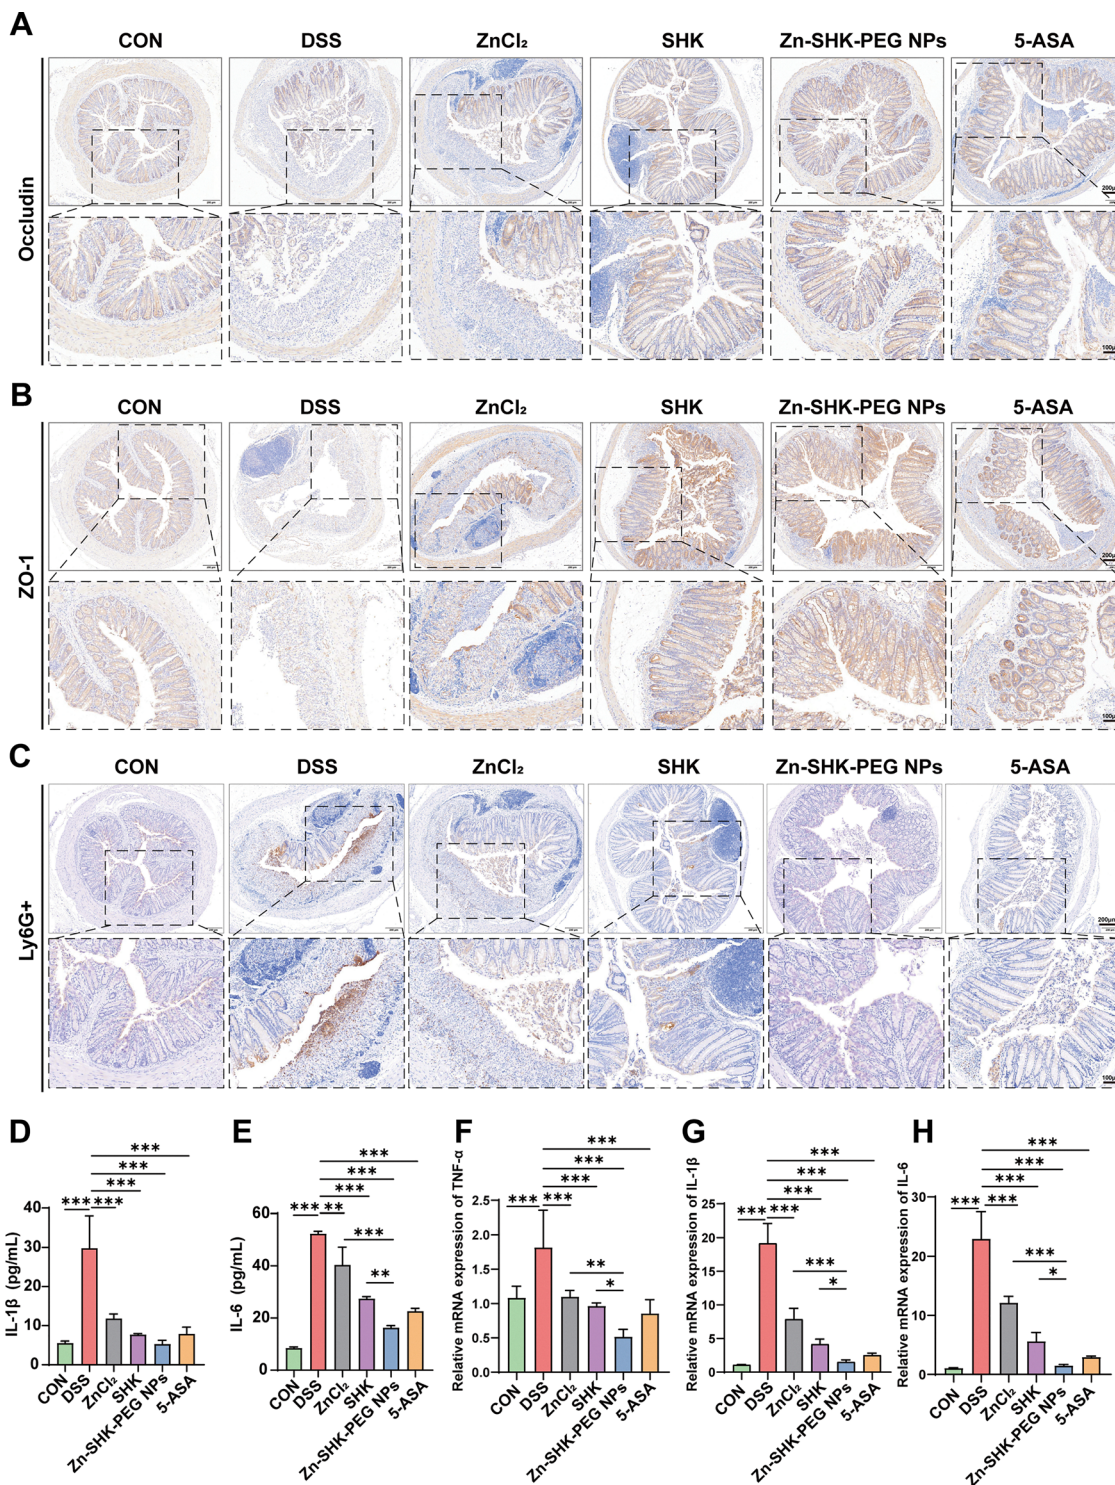 A
CON DSS ZnCl₂ SHK Zn-SHK-PEG NPs 5-ASA
Occludin
200μm
100μm
B
CON DSS ZnCl₂ SHK Zn-SHK-PEG NPs 5-ASA
ZO-1
200μm
100μm
C
CON DSS ZnCl₂ SHK Zn-SHK-PEG NPs 5-ASA
Ly6G+
200μm
100μm
D
IL-1β (pg/mL)
40
30
20
10
0
***
***
***
*** ***
CON DSS ZnCl₂ SHK Zn-SHK-PEG NPs 5-ASA
E
IL-6 (pg/mL)
60
40
20
0
***
***
***
*** **
***
**
CON DSS ZnCl₂ SHK Zn-SHK-PEG NPs 5-ASA
F
Relative mRNA expression of TNF-α
2.5
2.0
1.5
1.0
0.5
0.0
***
***
***
*** ***
**
*
CON DSS ZnCl₂ SHK Zn-SHK-PEG NPs 5-ASA
G
Relative mRNA expression of IL-1β
25
20
15
10
5
0
***
***
***
*** ***
***
*
CON DSS ZnCl₂ SHK Zn-SHK-PEG NPs 5-ASA
H
Relative mRNA expression of IL-6
30
20
10
0
***
***
***
*** ***
***
*
CON DSS ZnCl₂ SHK Zn-SHK-PEG NPs 5-ASA